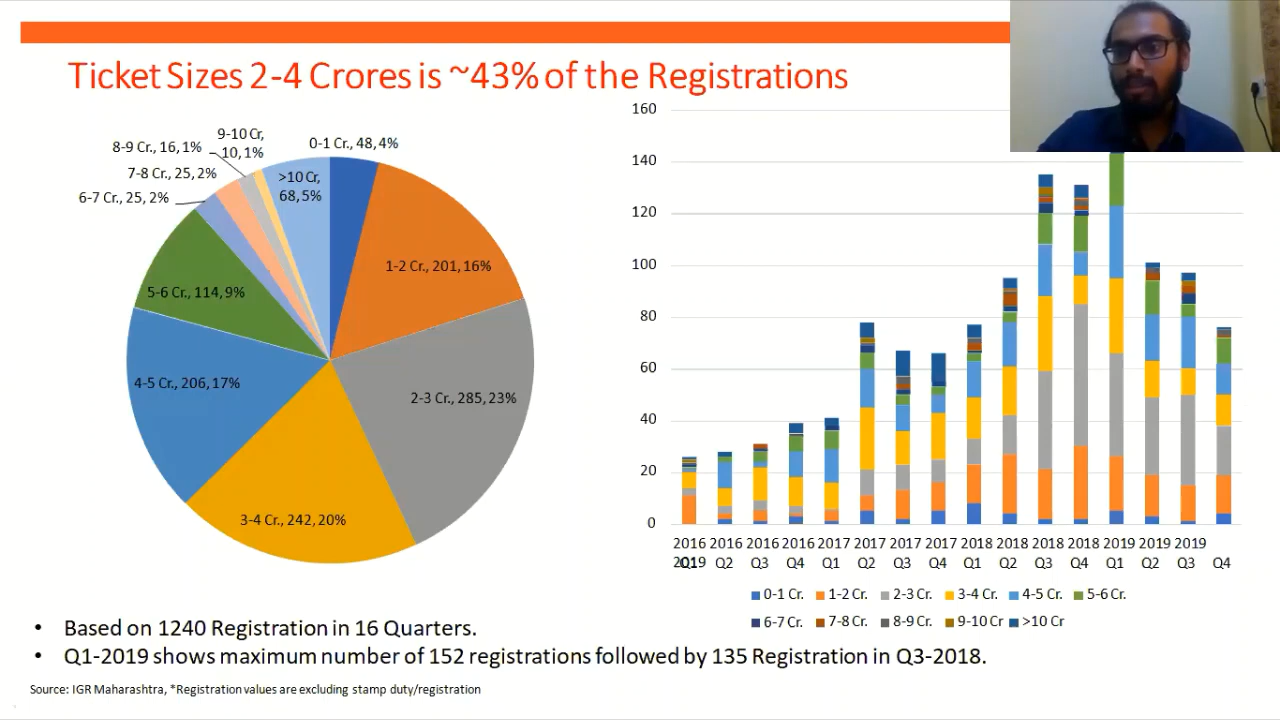 Ticket Sizes 2-4 Crores is ~43% of the Registrations
9-10 Cr,
10, 1%
8-9 Cr., 16, 1%
7-8 Cr., 25, 2%
6-7 Cr., 25, 2%
0-1 Cr., 48, 4%
>10 Cr,
68, 5%
1-2 Cr., 201, 16%
5-6 Cr., 114, 9%
4-5 Cr., 206, 17%
2-3 Cr., 285, 23%
3-4 Cr., 242, 20%
160
140
120
100
80
60
40
20
0
2016 2016 2016 2016 2017 2017 2017 2017 2018 2018 2018 2018 2019 2019 2019
2019 Q1 Q2 Q3 Q4 Q1 Q2 Q3 Q4 Q1 Q2 Q3 Q4 Q1 Q2 Q3 Q4
0-1 Cr. 1-2 Cr. 2-3 Cr. 3-4 Cr. 4-5 Cr. 5-6 Cr.
6-7 Cr. 7-8 Cr. 8-9 Cr. 9-10 Cr >10 Cr
• Based on 1240 Registration in 16 Quarters.
• Q1-2019 shows maximum number of 152 registrations followed by 135 Registration in Q3-2018.
Source: IGR Maharashtra, *Registration values are excluding stamp duty/registration